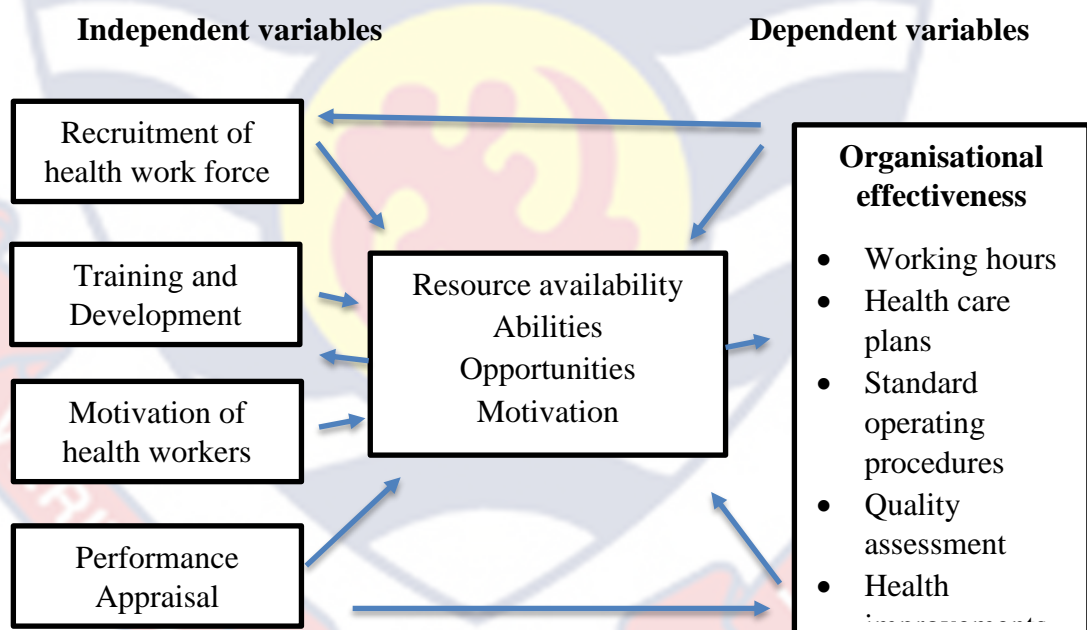 Independent variables
Dependent variables
Recruitment of
health work force
Training and
Development
Motivation of
health workers
Performance
Appraisal
Resource availability
Abilities
Opportunities
Motivation
Organisational
effectiveness
• Working hours
• Health care
plans
• Standard
operating
procedures
• Quality
assessment
• Health